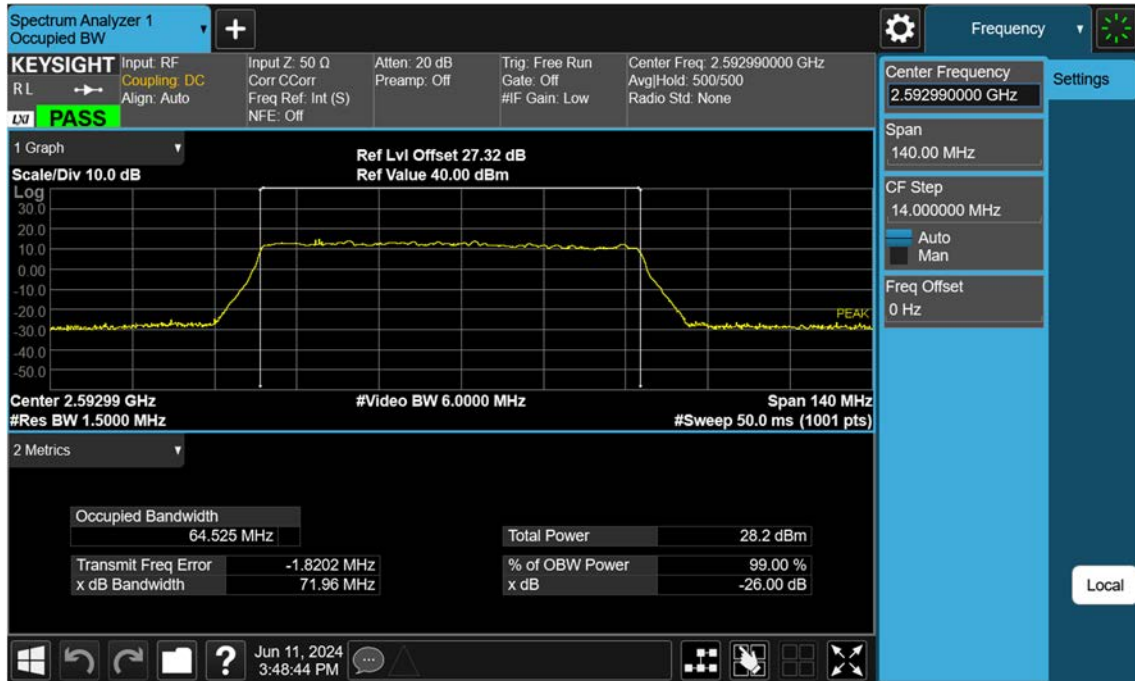 Spectrum Analyzer 1
Occupied BW
+
Frequency
KEYSIGHT
R L
LXI PASS
Input: RF
Coupling: DC
Align: Auto
Input Z: 50 Ω
Corr CCorr
Freq Ref: Int (S)
NFE: Off
Atten: 20 dB
Preamp: Off
Trig: Free Run
Gate: Off
#IF Gain: Low
Center Freq: 2.592990000 GHz
Avg|Hold: 500/500
Radio Std: None
1 Graph
Scale/Div 10.0 dB
Ref Lvl Offset 27.32 dB
Ref Value 40.00 dBm
Log
30.0
20.0
10.0
0.00
-10.0
-20.0
-30.0
-40.0
-50.0
PEAK
Center 2.59299 GHz
#Video BW 6.0000 MHz
Span 140 MHz
#Res BW 1.5000 MHz
#Sweep 50.0 ms (1001 pts)
2 Metrics
Occupied Bandwidth
64.525 MHz
Total Power 28.2 dBm
Transmit Freq Error -1.8202 MHz
% of OBW Power 99.00 %
x dB Bandwidth 71.96 MHz
x dB -26.00 dB
Center Frequency
2.592990000 GHz
Settings
Span
140.00 MHz
CF Step
14.000000 MHz
Auto
Man
Freq Offset
0 Hz
Local
?
Jun 11, 2024
3:48:44 PM